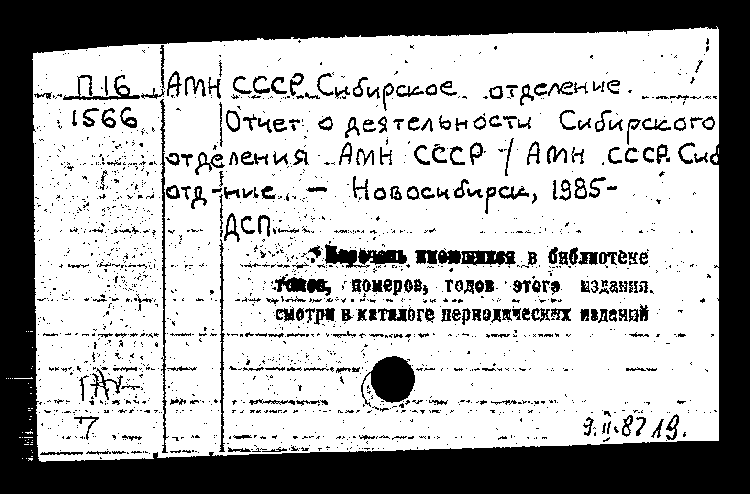 П16 АМН СССР. Сибирское отделение.
1566 Отчет о деятельности Сибирского
отделения АМН СССР / АМН СССР. Сиб
отд-ние. – Новосибирск, 1985-
ДСП.
Перечень имеющихся в библиотеке
томов, номеров, годов этого издания.
смотри в каталоге периодических изданий
7
9.II.87 19.